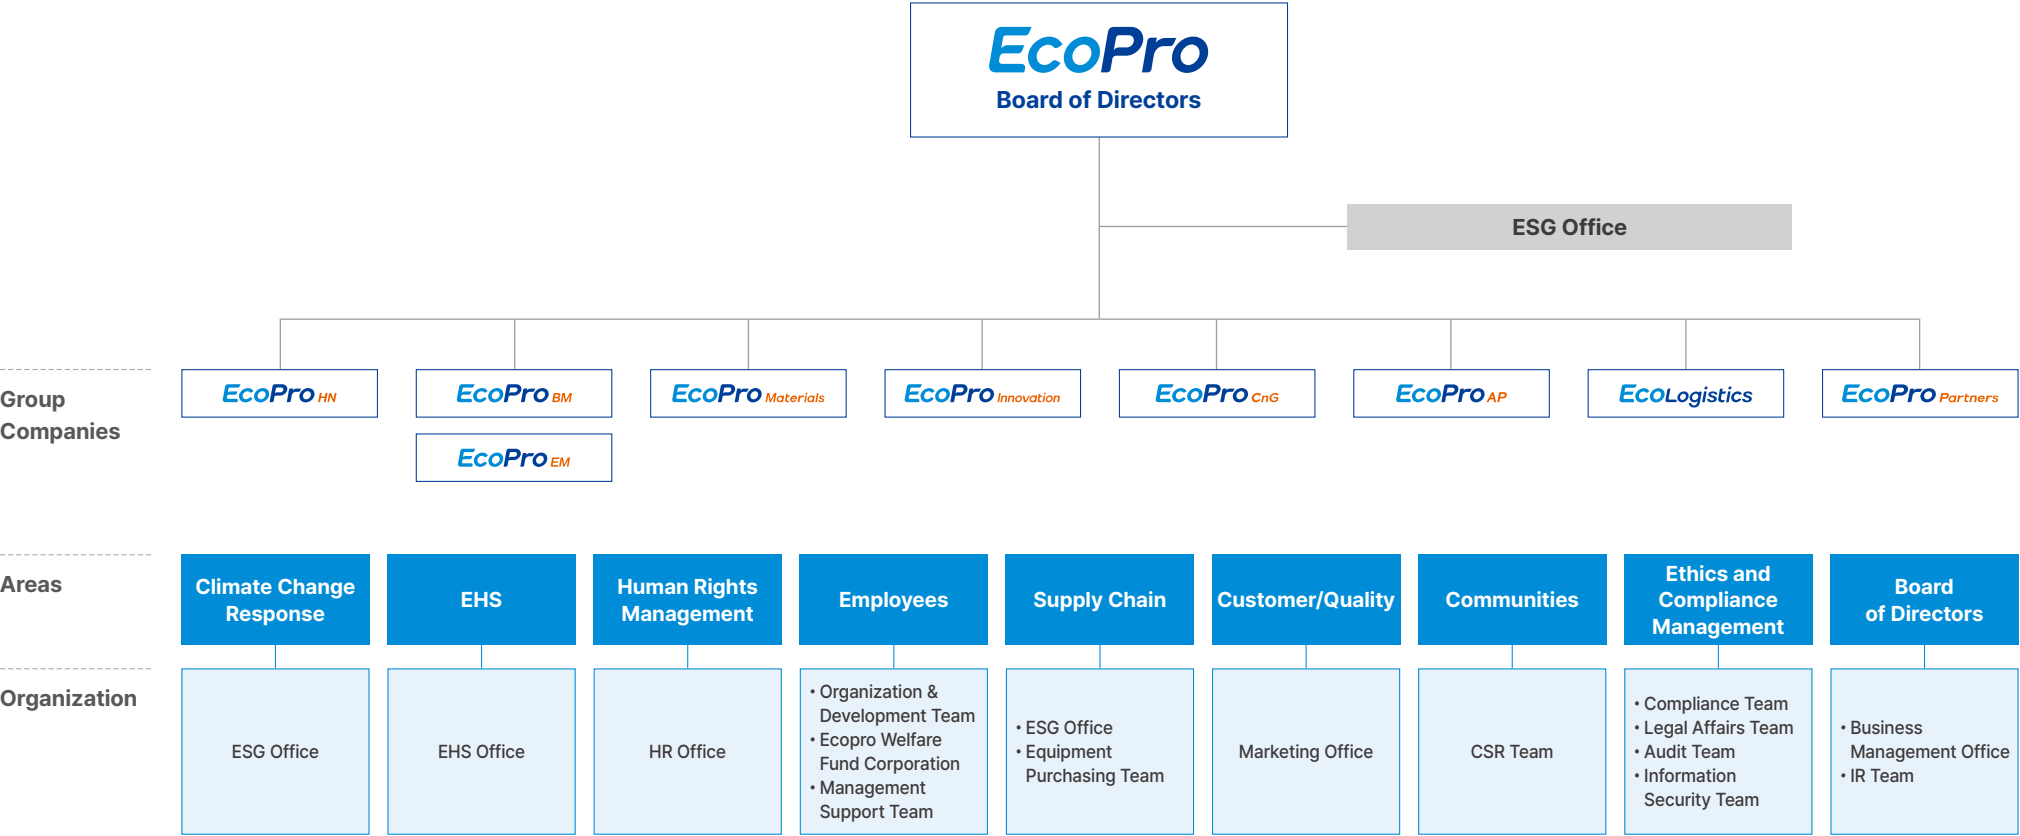 EcoPro
Board of Directors
ESG Office
Group
Companies
EcoPro HN
EcoPro BM
EcoPro Materials
EcoPro Innovation
EcoPro CnG
EcoPro AP
EcoLogistics
EcoPro Partners
EcoPro EM
Areas
Climate Change
Response
EHS
Human Rights
Management
Employees
Supply Chain
Customer/Quality
Communities
Ethics and
Compliance
Management
Board
of Directors
Organization
ESG Office
EHS Office
HR Office
• Organization &
Development Team
• Ecopro Welfare
Fund Corporation
• Management
Support Team
• ESG Office
• Equipment
Purchasing Team
Marketing Office
CSR Team
• Compliance Team
• Legal Affairs Team
• Audit Team
• Information
Security Team
• Business
Management Office
• IR Team